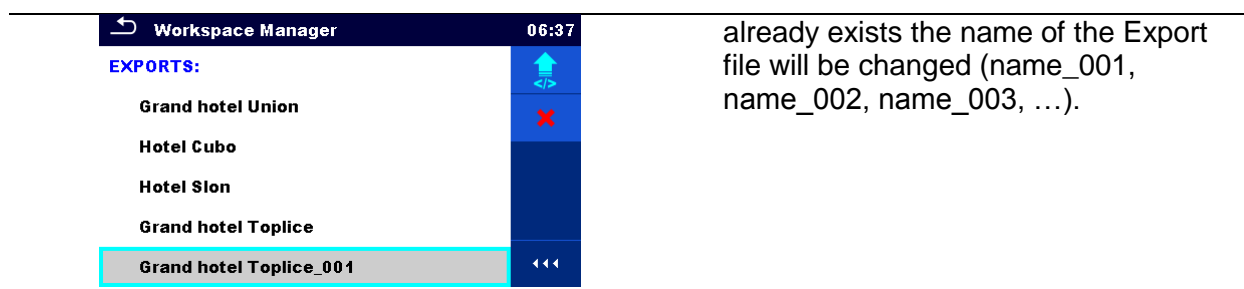 Workspace Manager 06:37
EXPORTS:
Grand hotel Union
Hotel Cubo
Hotel Slon
Grand hotel Toplice
Grand hotel Toplice_001
</>
already exists the name of the Export
file will be changed (name_001,
name_002, name_003, …).